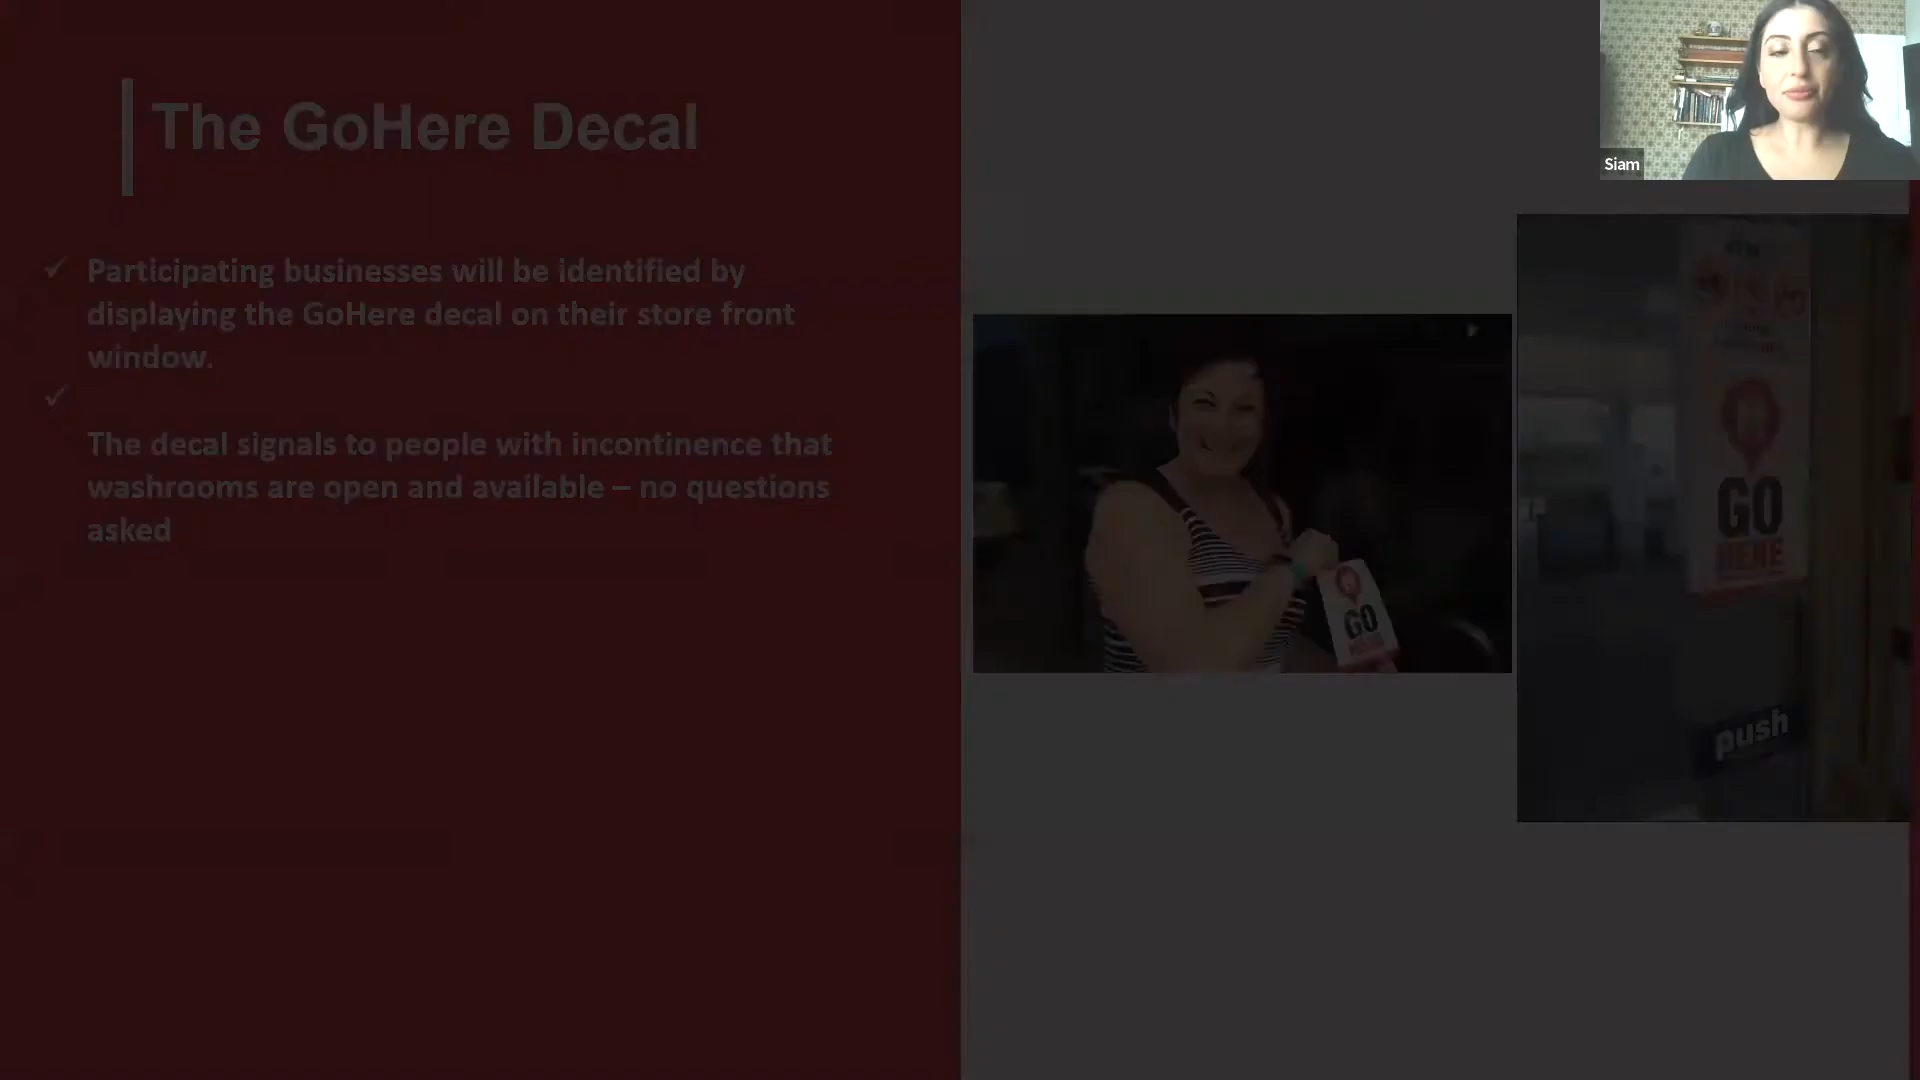 The GoHere Decal
Siam
✓ Participating businesses will be identified by
displaying the GoHere decal on their store front
window.
✓
The decal signals to people with incontinence that
washrooms are open and available – no questions
asked
GO
HERE
GO
HERE
push